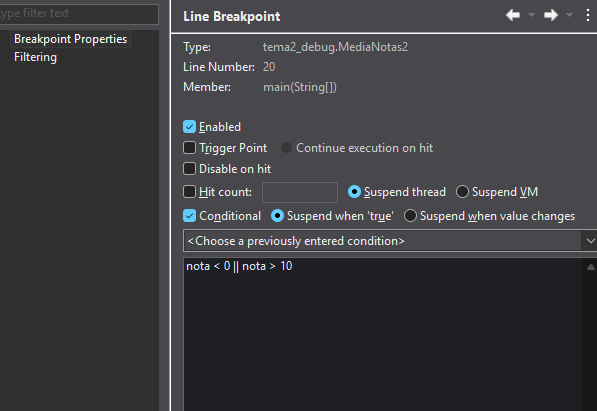 type filter text
Breakpoint Properties
Filtering
Line Breakpoint
Type: tema2_debug.MediaNotas2
Line Number: 20
Member: main(String[])
Enabled
Trigger Point Continue execution on hit
Disable on hit
Hit count: Suspend thread Suspend VM
Conditional Suspend when 'true' Suspend when value changes
<Choose a previously entered condition>
nota < 0 || nota > 10